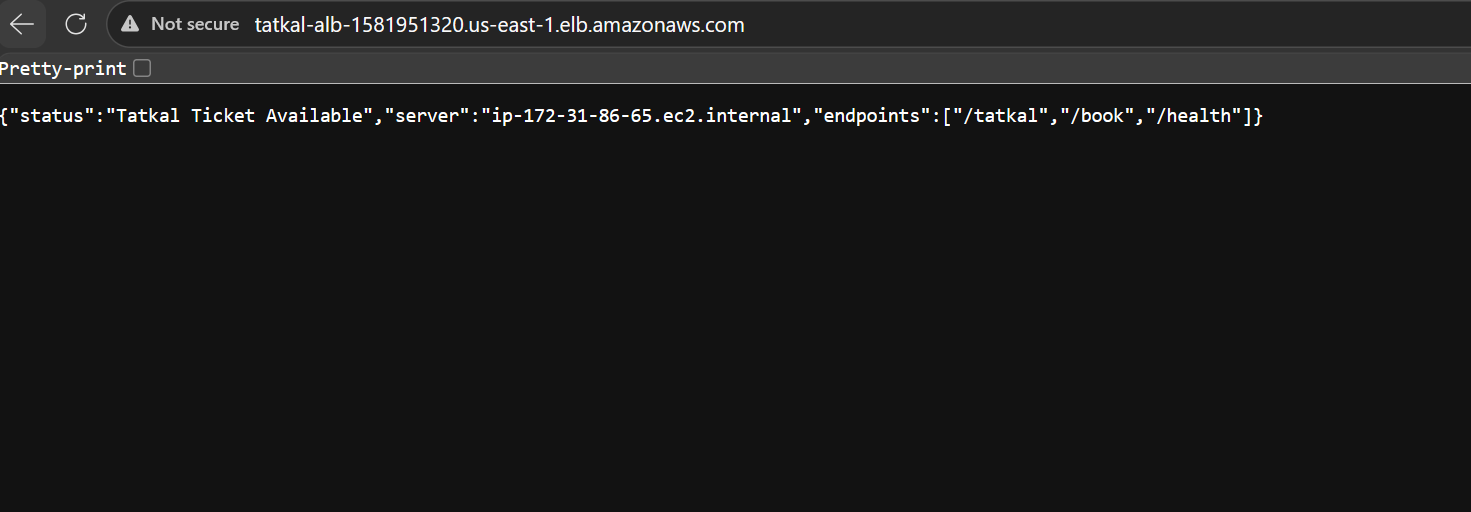 Not secure tatkal-alb-1581951320.us-east-1.elb.amazonaws.com
Pretty-print
{"status":"Tatkal Ticket Available","server":"ip-172-31-86-65.ec2.internal","endpoints":["/tatkal","/book","/health"]}